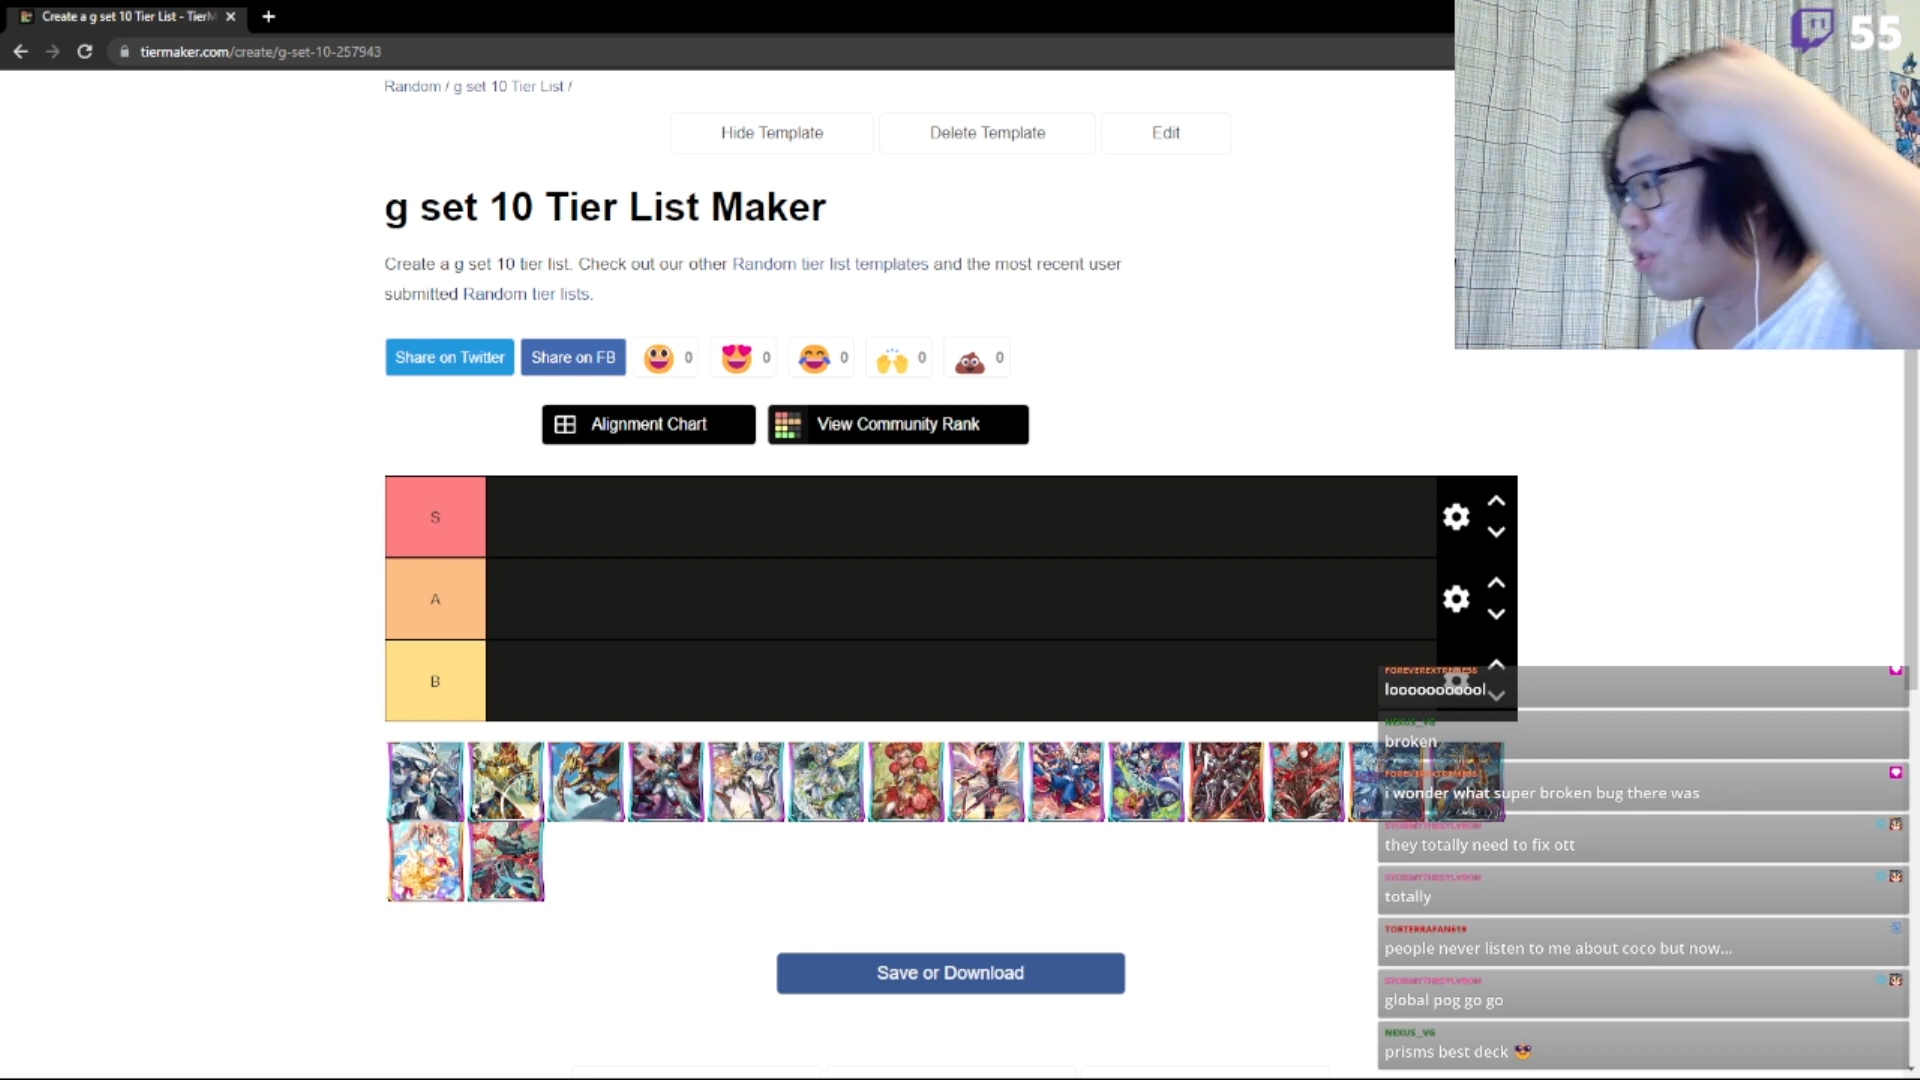 Create a g set 10 Tier List - TierM
tiermaker.com/create/g-set-10-257943
55
Random / g set 10 Tier List /
Hide Template
Delete Template
Edit
g set 10 Tier List Maker
Create a g set 10 tier list. Check out our other Random tier list templates and the most recent user
submitted Random tier lists.
Share on Twitter
Share on FB
0
0
0
0
0
Alignment Chart
View Community Rank
S
A
B
FOREVEREXTREME56
looooooooool
NEXUS_VG
broken
FOREVEREXTREME56
i wonder what super broken bug there was
they totally need to fix ott
totally
TORTERRAFAN619
people never listen to me about coco but now...
global pog go go
NEXUS_VG
prisms best deck
Save or Download